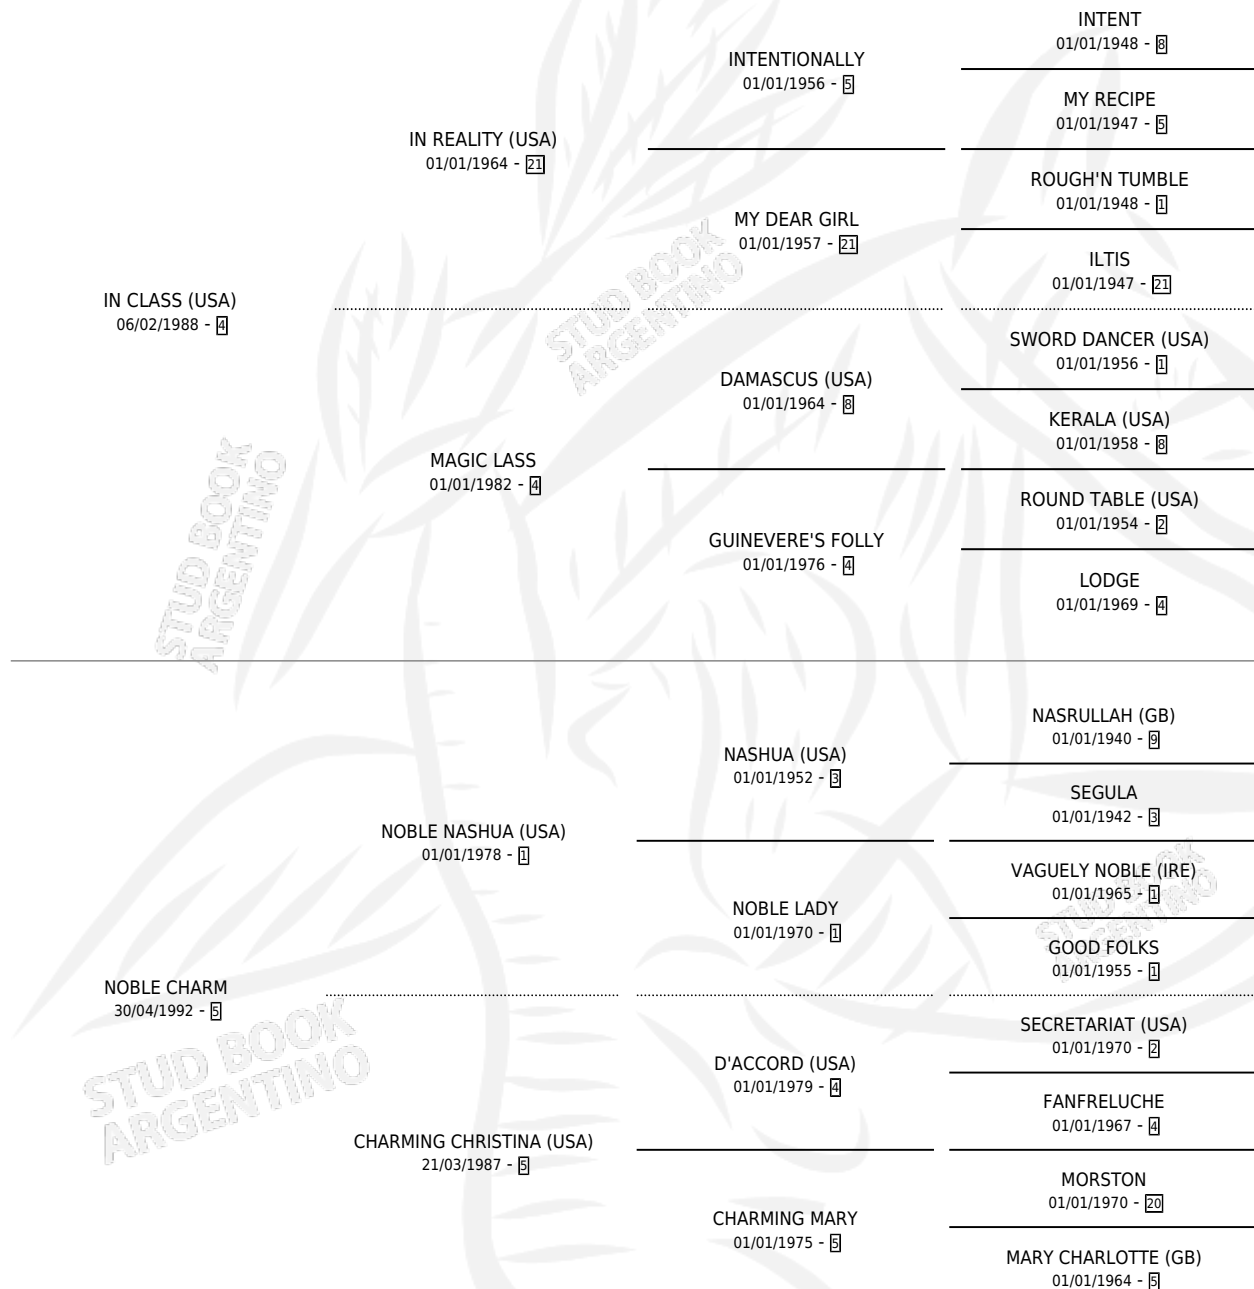 INTENT
01/01/1948 - 8
INTENTIONALLY
01/01/1956 - 5
MY RECIPE
01/01/1947 - 5
IN REALITY (USA)
01/01/1964 - 21
ROUGH'N TUMBLE
01/01/1948 - 1
MY DEAR GIRL
01/01/1957 - 21
ILTIS
01/01/1947 - 21
IN CLASS (USA)
06/02/1988 - 4
SWORD DANCER (USA)
01/01/1956 - 1
DAMASCUS (USA)
01/01/1964 - 8
KERALA (USA)
01/01/1958 - 8
MAGIC LASS
01/01/1982 - 4
ROUND TABLE (USA)
01/01/1954 - 2
GUINEVERE'S FOLLY
01/01/1976 - 4
LODGE
01/01/1969 - 4
NASRULLAH (GB)
01/01/1940 - 9
NASHUA (USA)
01/01/1952 - 3
SEGULA
01/01/1942 - 3
NOBLE NASHUA (USA)
01/01/1978 - 1
VAGUELY NOBLE (IRE)
01/01/1965 - 1
NOBLE LADY
01/01/1970 - 1
GOOD FOLKS
01/01/1955 - 1
NOBLE CHARM
30/04/1992 - 5
SECRETARIAT (USA)
01/01/1970 - 2
D'ACCORD (USA)
01/01/1979 - 4
FANFRELUCHE
01/01/1967 - 4
CHARMING CHRISTINA (USA)
21/03/1987 - 5
MORSTON
01/01/1970 - 20
CHARMING MARY
01/01/1975 - 5
MARY CHARLOTTE (GB)
01/01/1964 - 5
STUD BOOK
ARGENTINO
STUD BOOK
ARGENTINO
STUD BOOK
ARGENTINO
STUD BOOK
ARGENTINO